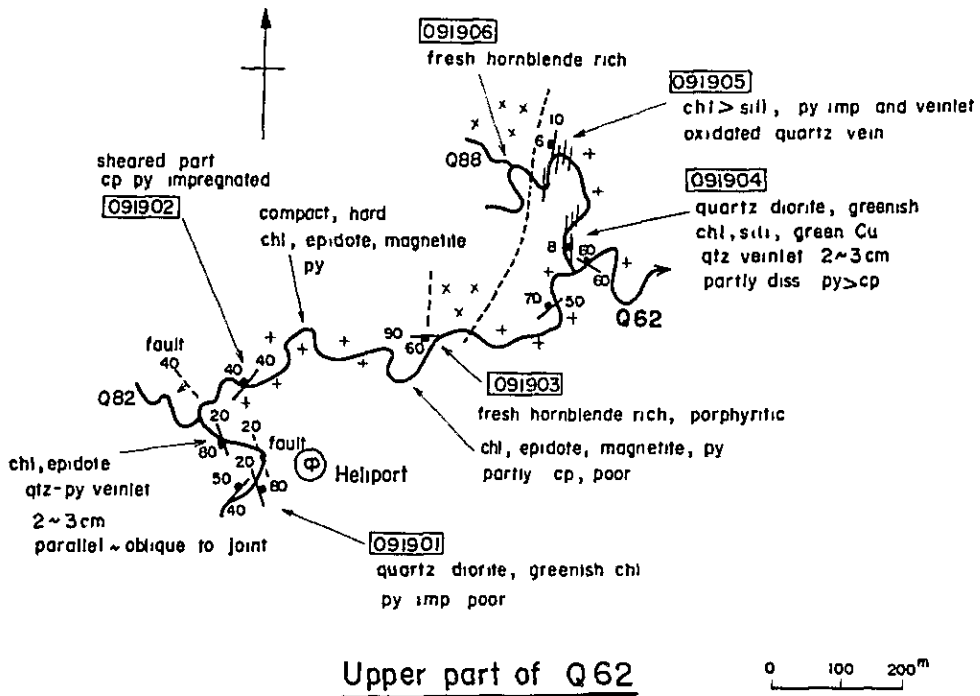 091906
fresh hornblende rich
091905
chl > sili, py imp and veinlet
oxidated quartz vein
10
6
Q88
sheared part
cp py impregnated
091902
compact, hard
chl, epidote, magnetite
py
091904
quartz diorite, greenish
chl, sili, green Cu
qtz veinlet 2~3cm
partly diss py>cp
8
60
60
70
50
Q62
90
60
fault
40
40
40
Q82
091903
fresh hornblende rich, porphyritic
chl, epidote, magnetite, py
partly cp, poor
20
20
80
fault
20
50
80
40
Heliport
chl, epidote
qtz-py veinlet
2~3cm
parallel ~ oblique to joint
091901
quartz diorite, greenish chl
py imp poor
Upper part of Q62
0 100 200m